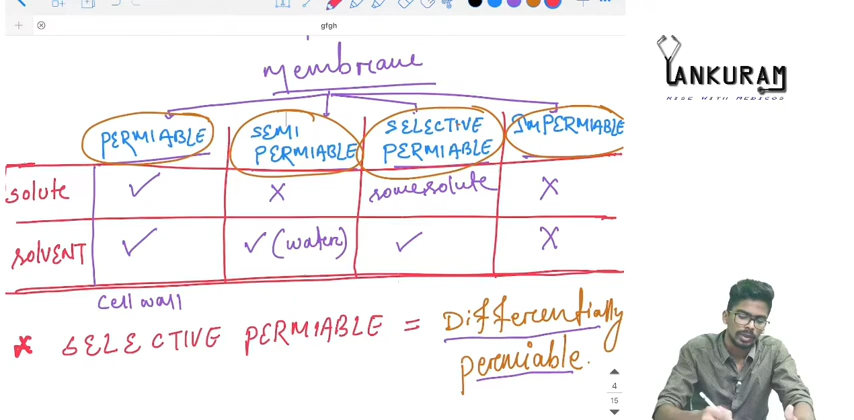 gfgh
membrane
PERMIABLE
SEMI
PERMIABLE
SELECTIVE
PERMIABLE
IMPERMIABLE
solute ✓ X some solute X
SOLVENT ✓ ✓ (water) ✓ X
cell wall
* SELECTIVE PERMIABLE = Differentially
permiable.
4
15
YANKURAM
RISE WITH MEDICOS